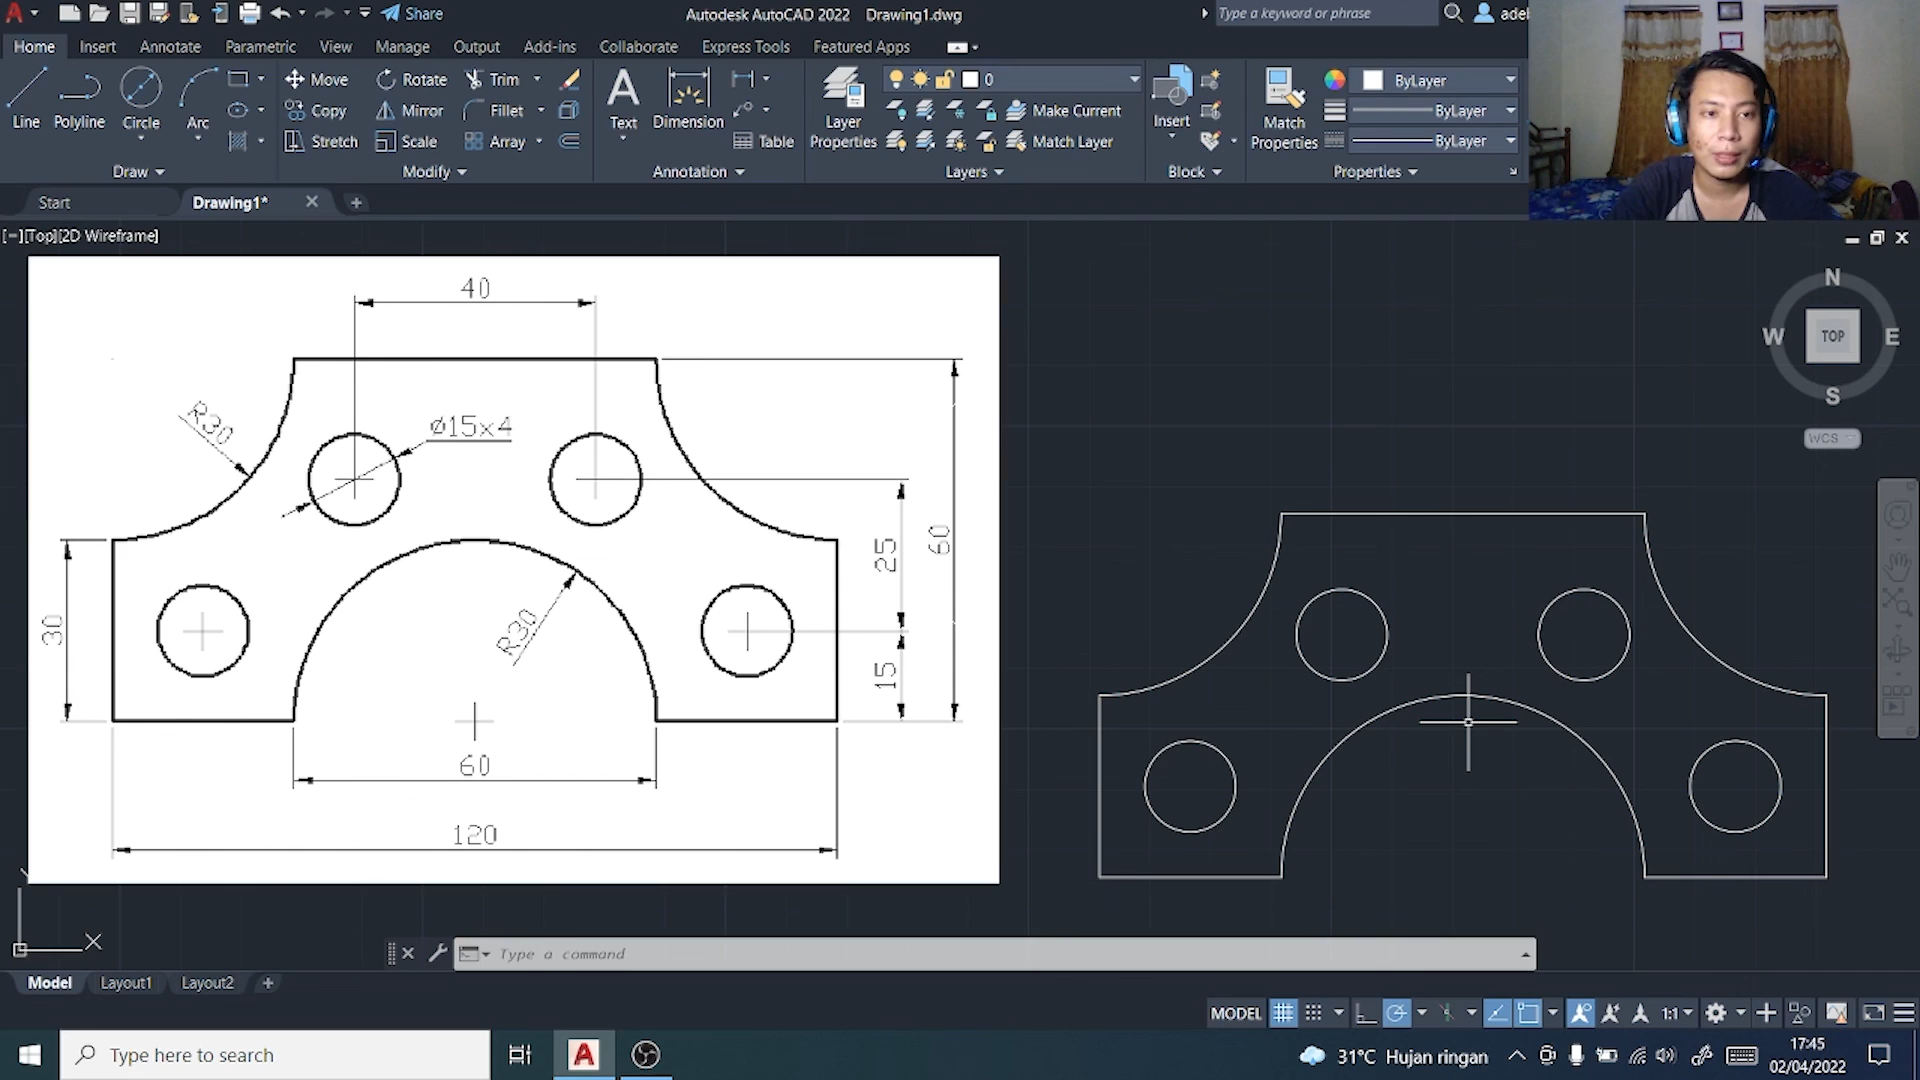 Share
Autodesk AutoCAD 2022 Drawing1.dwg
Type a keyword or phrase
Home Insert Annotate Parametric View Manage Output Add-ins Collaborate Express Tools Featured Apps
Move Rotate Trim
0
ByLayer
Line Polyline Circle Arc
Copy Mirror Fillet
Text Dimension
Layer Properties
Make Current
Insert
Match Properties
ByLayer
Stretch Scale Array
Table
Match Layer
ByLayer
Draw Modify Annotation Layers Block Properties
Start Drawing1*
[−][Top][2D Wireframe]
N
W TOP E
S
WCS
40
R30
Ø15x4
60
25
30
R30
15
60
120
X
Type a command
Model Layout1 Layout2
MODEL 1:1
Type here to search
31°C Hujan ringan
17:45
02/04/2022